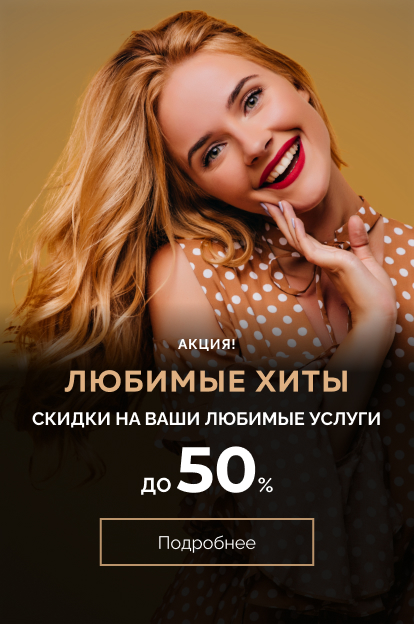 АКЦИЯ!
ЛЮБИМЫЕ ХИТЫ
СКИДКИ НА ВАШИ ЛЮБИМЫЕ УСЛУГИ
ДО 50%
Подробнее